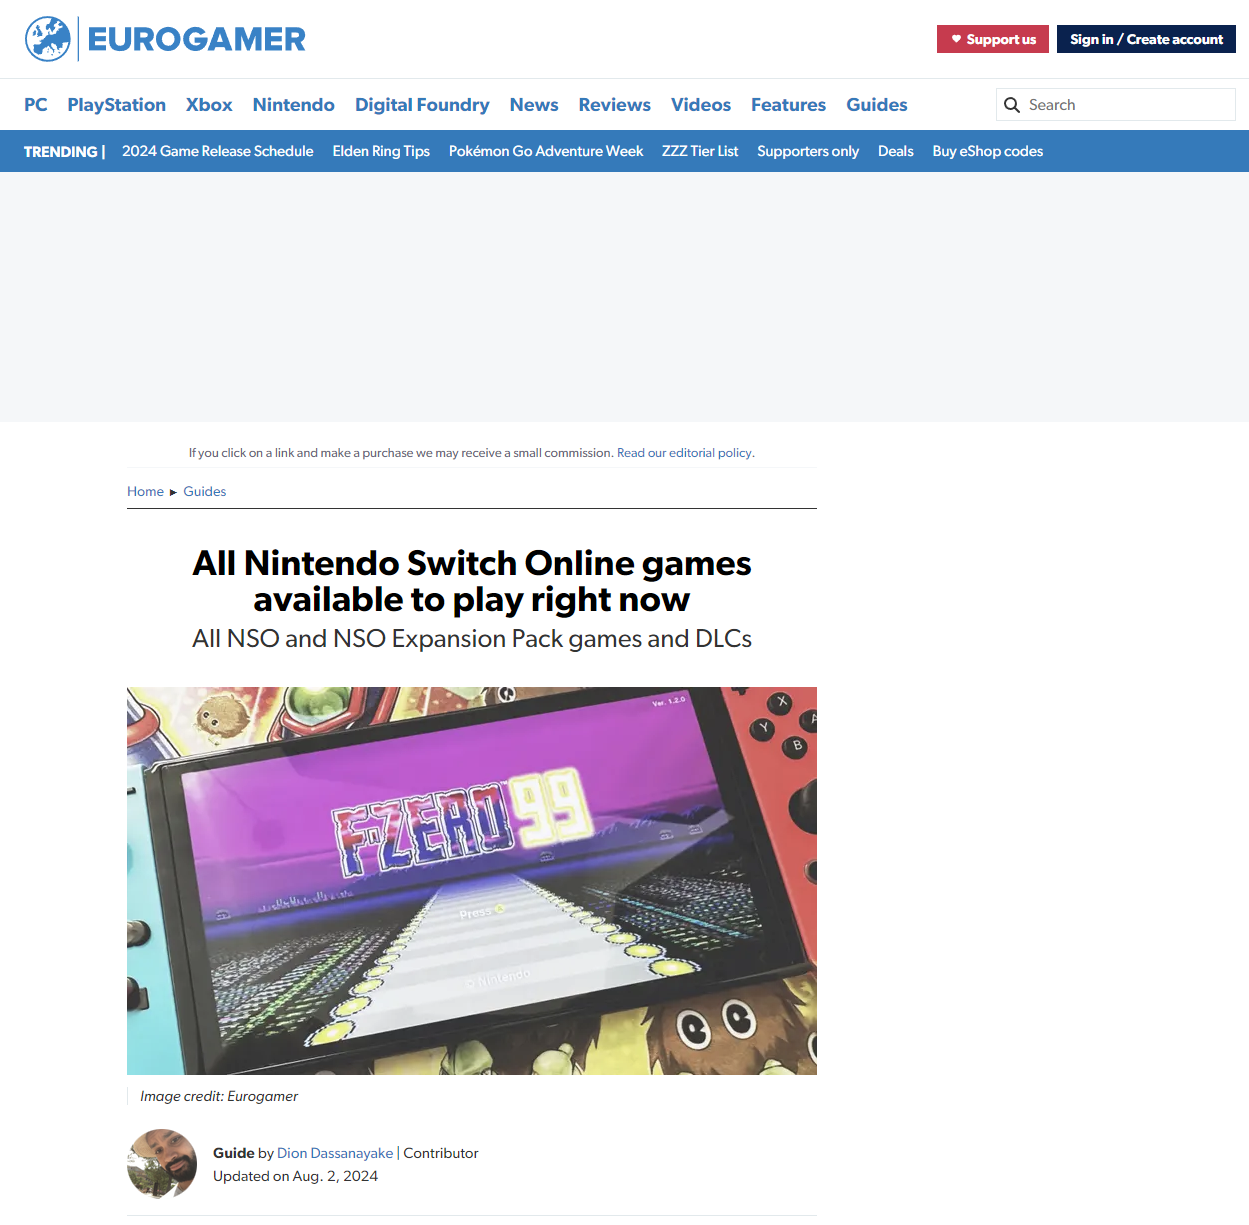 EUROGAMER
Support us
Sign in / Create account
PC PlayStation Xbox Nintendo Digital Foundry News Reviews Videos Features Guides
Search
TRENDING | 2024 Game Release Schedule Elden Ring Tips Pokémon Go Adventure Week ZZZ Tier List Supporters only Deals Buy eShop codes
If you click on a link and make a purchase we may receive a small commission. Read our editorial policy.
Home ► Guides
All Nintendo Switch Online games
available to play right now
All NSO and NSO Expansion Pack games and DLCs
Ver. 1.2.0
X
Y
A
B
F-ZERO 99
Press A
© Nintendo
Image credit: Eurogamer
Guide by Dion Dassanayake | Contributor
Updated on Aug. 2, 2024